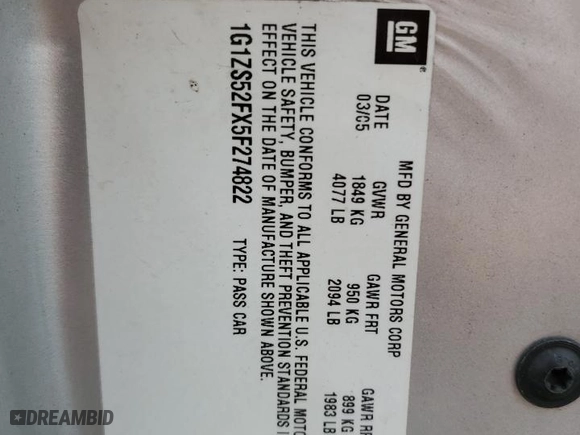 GM
MFD BY GENERAL MOTORS CORP
DATE GVWR GAWR FRT GAWR RR
03/C5 1849 KG 950 KG 899 KG
4077 LB 2094 LB 1983 LB
THIS VEHICLE CONFORMS TO ALL APPLICABLE U.S. FEDERAL
VEHICLE SAFETY, BUMPER, AND THEFT PREVENTION STANDARDS
EFFECT ON THE DATE OF MANUFACTURE SHOWN ABOVE.
1G1ZS52FX5F274822 TYPE: PASS CAR
DREAMBID